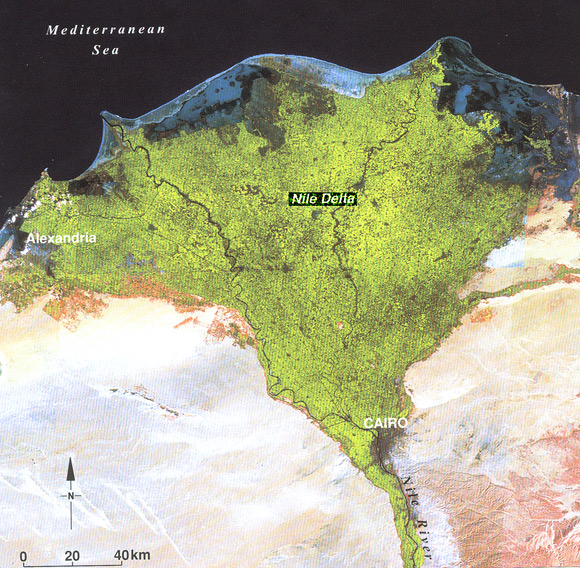 Mediterranean
Sea
Nile Delta
Alexandria
CAIRO
Nile River
N
0 20 40km